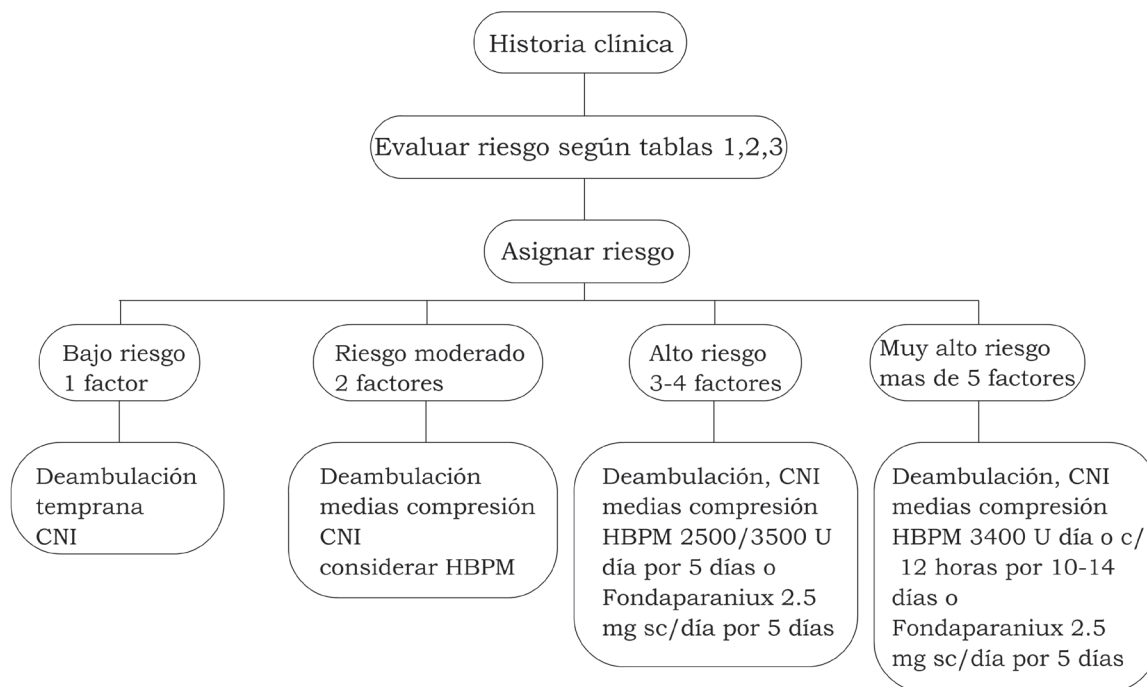 Historia clínica
Evaluar riesgo según tablas 1,2,3
Asignar riesgo
Bajo riesgo
1 factor
Riesgo moderado
2 factores
Alto riesgo
3-4 factores
Muy alto riesgo
mas de 5 factores
Deambulación
temprana
CNI
Deambulación
medias compresión
CNI
considerar HBPM
Deambulación, CNI
medias compresión
HBPM 2500/3500 U
día por 5 días o
Fondaparaniux 2.5
mg sc/día por 5 días
Deambulación, CNI
medias compresión
HBPM 3400 U día o c/
12 horas por 10-14
días o
Fondaparaniux 2.5
mg sc/día por 5 días